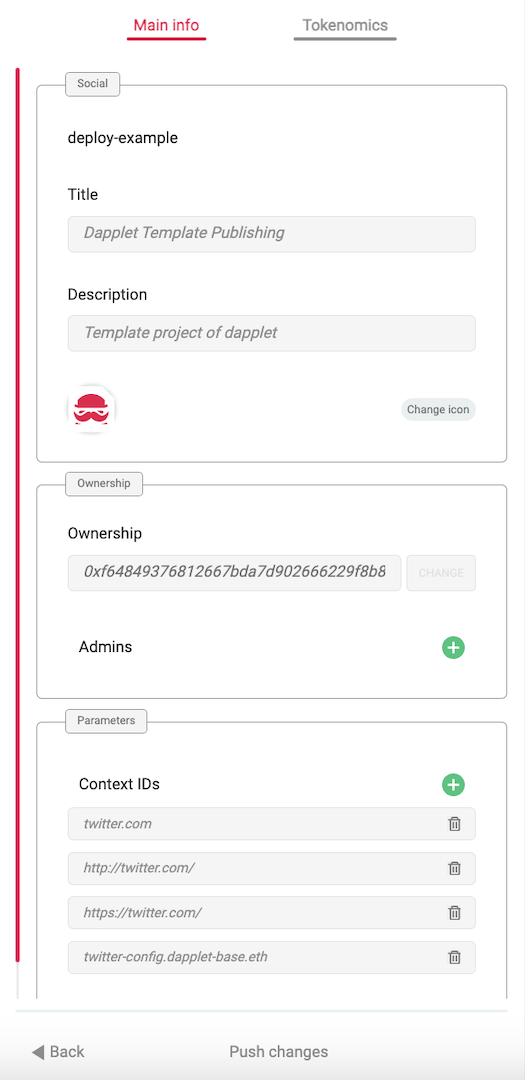 Main info
Tokenomics
Social
deploy-example
Title
Dapplet Template Publishing
Description
Template project of dapplet
Change icon
Ownership
Ownership
0xf64849376812667bda7d902666229f8b8
CHANGE
Admins
Parameters
Context IDs
twitter.com
http://twitter.com/
https://twitter.com/
twitter-config.dapplet-base.eth
Back
Push changes